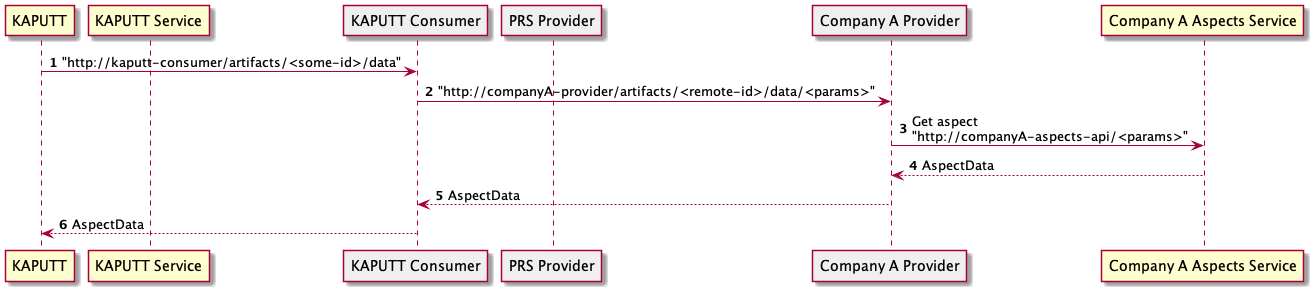 KAPUTT
KAPUTT Service
KAPUTT Consumer
PRS Provider
Company A Provider
Company A Aspects Service
1 "http://kaputt-consumer/artifacts/<some-id>/data"
2 "http://companyA-provider/artifacts/<remote-id>/data/<params>"
3 Get aspect
"http://companyA-aspects-api/<params>"
4 AspectData
5 AspectData
6 AspectData
KAPUTT
KAPUTT Service
KAPUTT Consumer
PRS Provider
Company A Provider
Company A Aspects Service